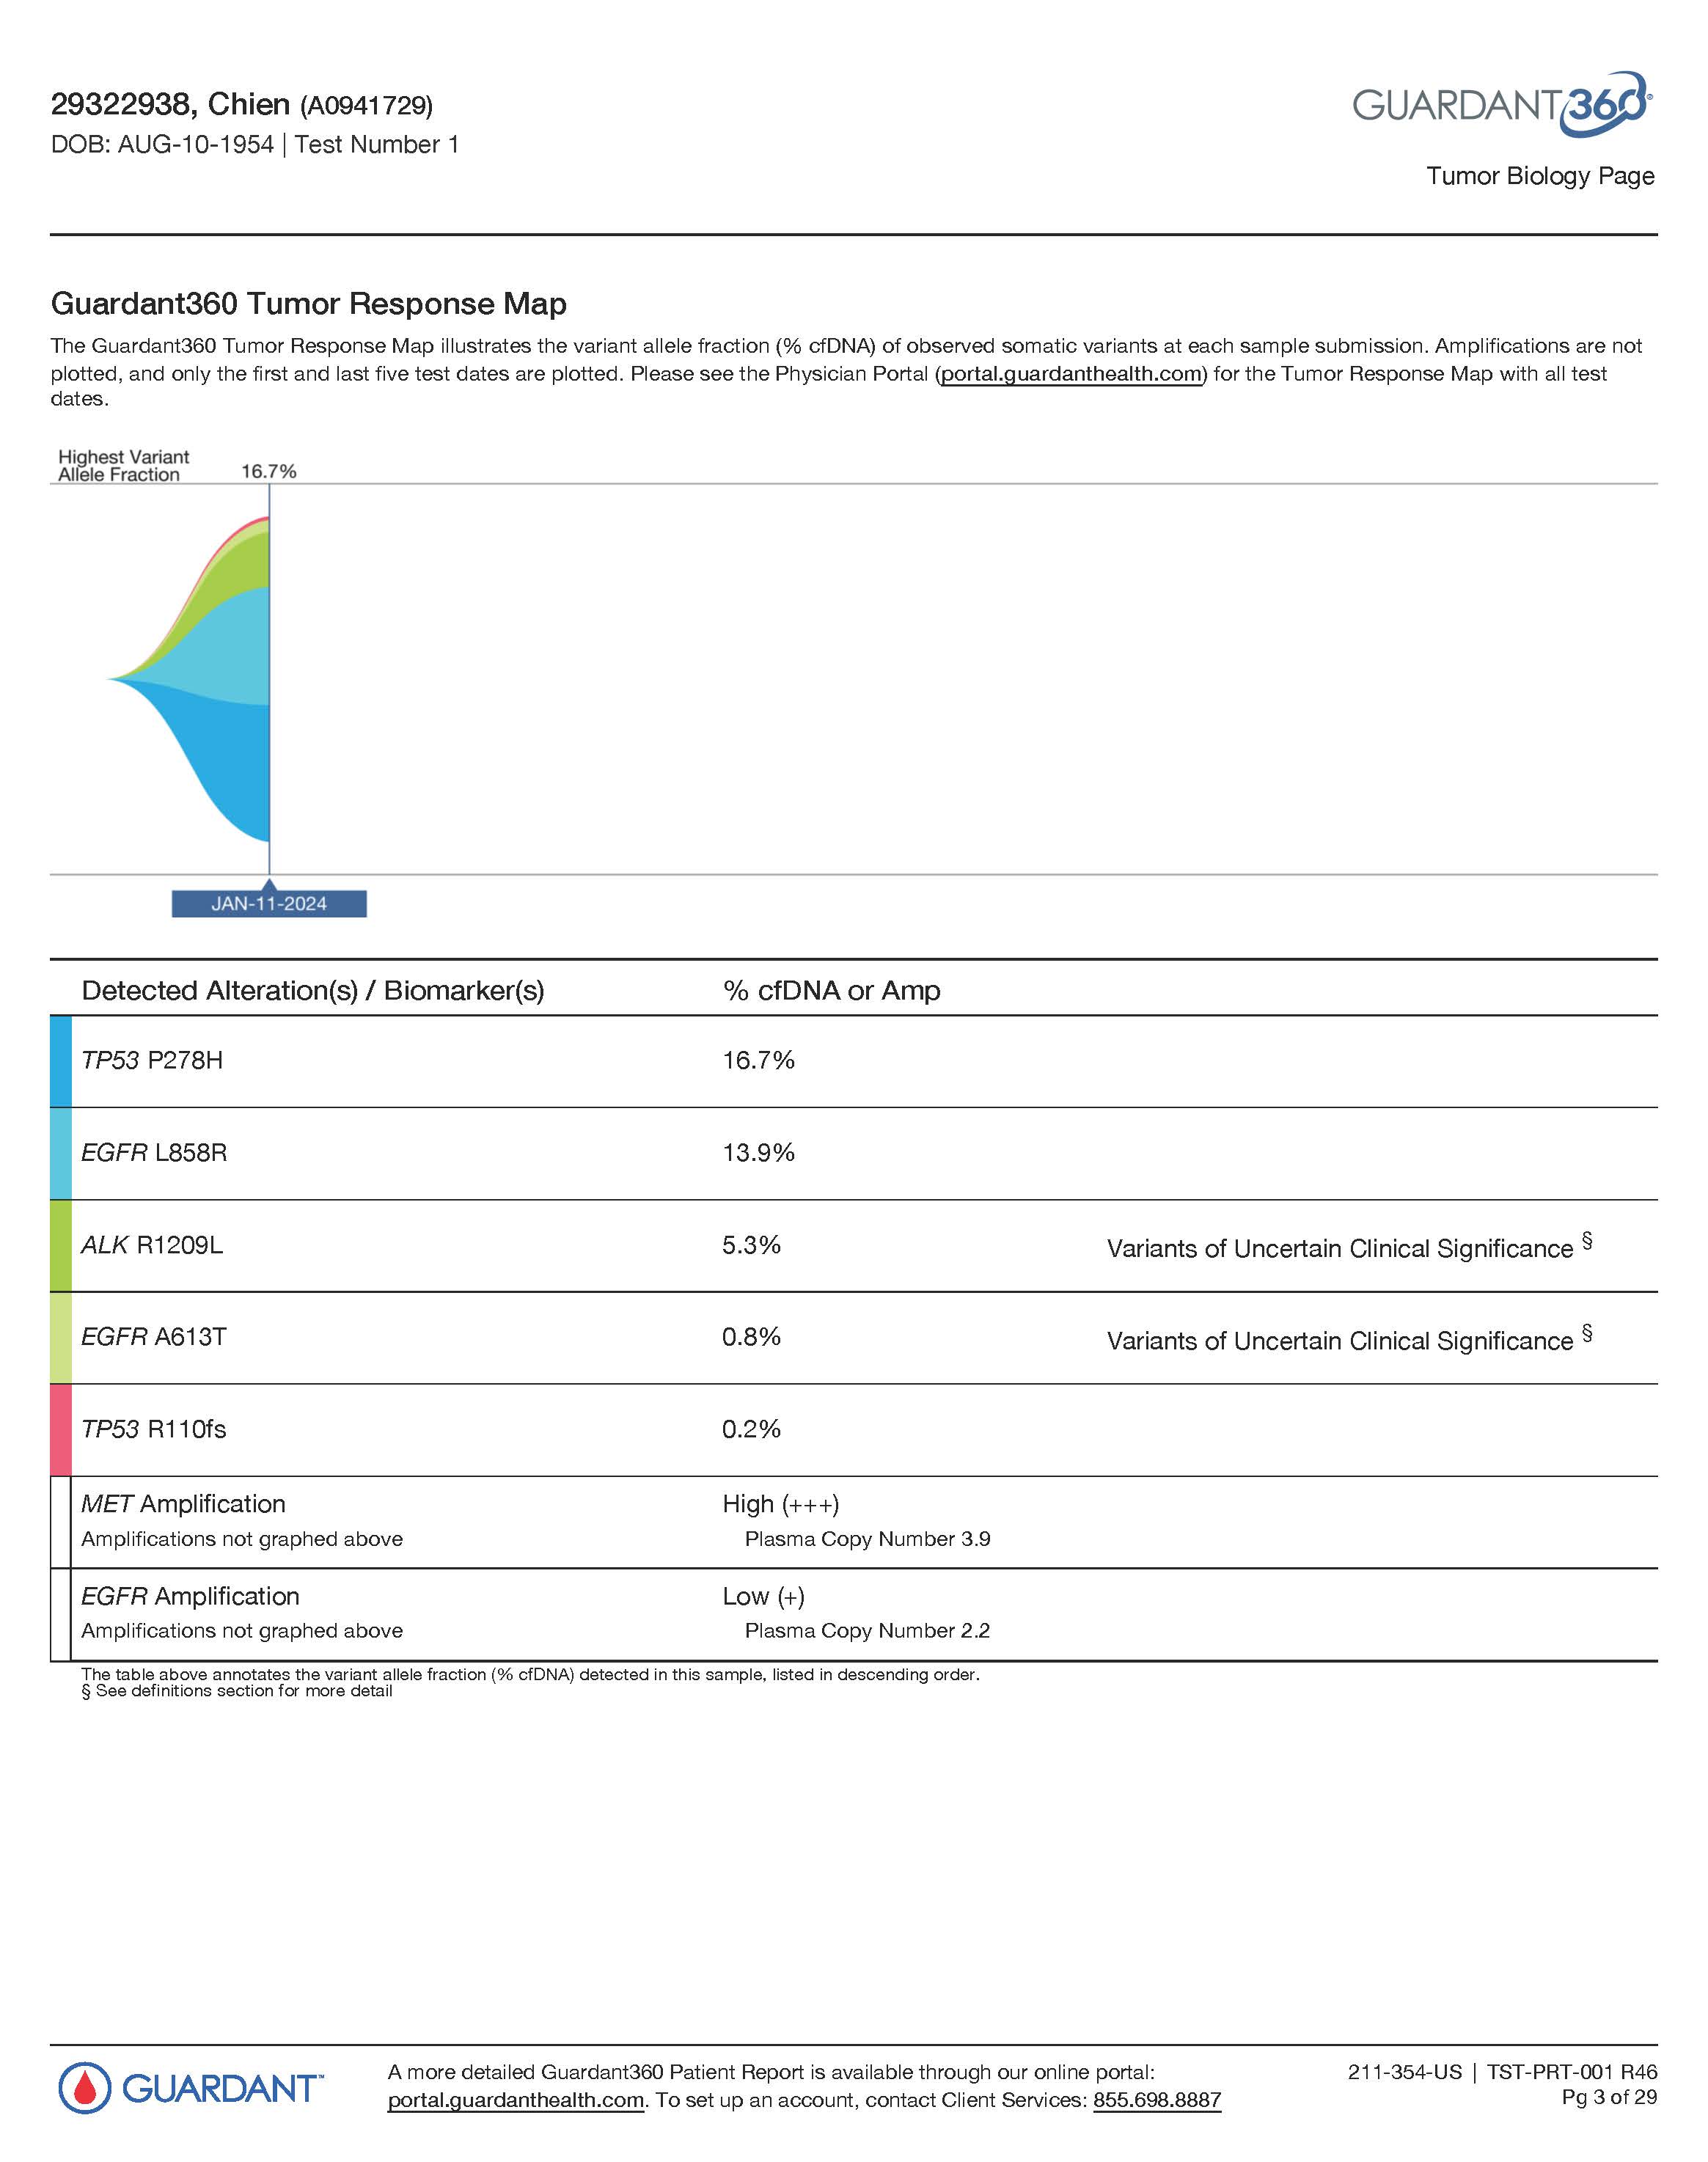 29322938, Chien (A0941729)
DOB: AUG-10-1954 | Test Number 1
GUARDANT360®
Tumor Biology Page
Guardant360 Tumor Response Map
The Guardant360 Tumor Response Map illustrates the variant allele fraction (% cfDNA) of observed somatic variants at each sample submission. Amplifications are not
plotted, and only the first and last five test dates are plotted. Please see the Physician Portal (portal.guardanthealth.com) for the Tumor Response Map with all test
dates.
Highest Variant
Allele Fraction
16.7%
JAN-11-2024
Detected Alteration(s) / Biomarker(s) % cfDNA or Amp
TP53 P278H 16.7%
EGFR L858R 13.9%
ALK R1209L 5.3% Variants of Uncertain Clinical Significance §
EGFR A613T 0.8% Variants of Uncertain Clinical Significance §
TP53 R110fs 0.2%
MET Amplification High (+++)
Amplifications not graphed above Plasma Copy Number 3.9
EGFR Amplification Low (+)
Amplifications not graphed above Plasma Copy Number 2.2
The table above annotates the variant allele fraction (% cfDNA) detected in this sample, listed in descending order.
§ See definitions section for more detail
GUARDANT™
A more detailed Guardant360 Patient Report is available through our online portal:
portal.guardanthealth.com. To set up an account, contact Client Services: 855.698.8887
211-354-US | TST-PRT-001 R46
Pg 3 of 29